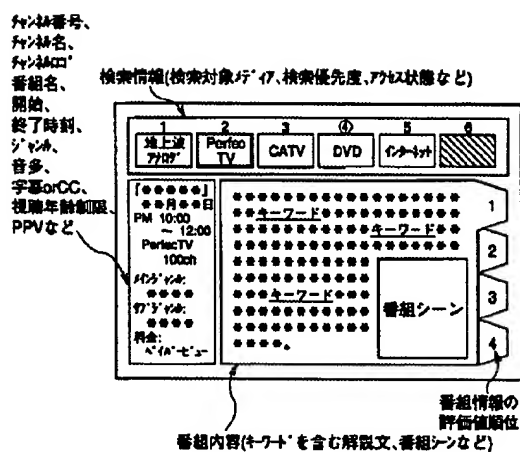 チャンネル番号、
チャンネル名、
チャンネルロゴ
番組名、
開始、
終了時刻、
ジャンル、
音多、
字幕orCC、
視聴年齢制限、
PPVなど
検索情報(検索対象メディア、検索優先度、アクセス状態など)
1 2 3 ④ 5 6
地上波
アナログ
Perfec
TV
CATV
DVD
インターネット
「●●●●●」
●●月●●日
PM 10:00
～ 12:00
PerfecTV
100ch
メインジャンル:
●●●●
サブジャンル:
●●●●
料金:
ペイパービュー
●●●●●●●●●●●●●●●●●●
●●キーワード●●●●●●●●●●●
●●●●●●●●●●●キーワード●●
●●●●●●●●●●●●●●●●●●
●●●●●●●●●●●
●●●●●●●●●●●
●●●キーワード●●●
●●●●●●●●●●●
●●●●●●●●●●●
●●●●。
番組シーン
1
2
3
4
番組情報の
評価値順位
番組内容(キーワードを含む解説文、番組シーンなど)